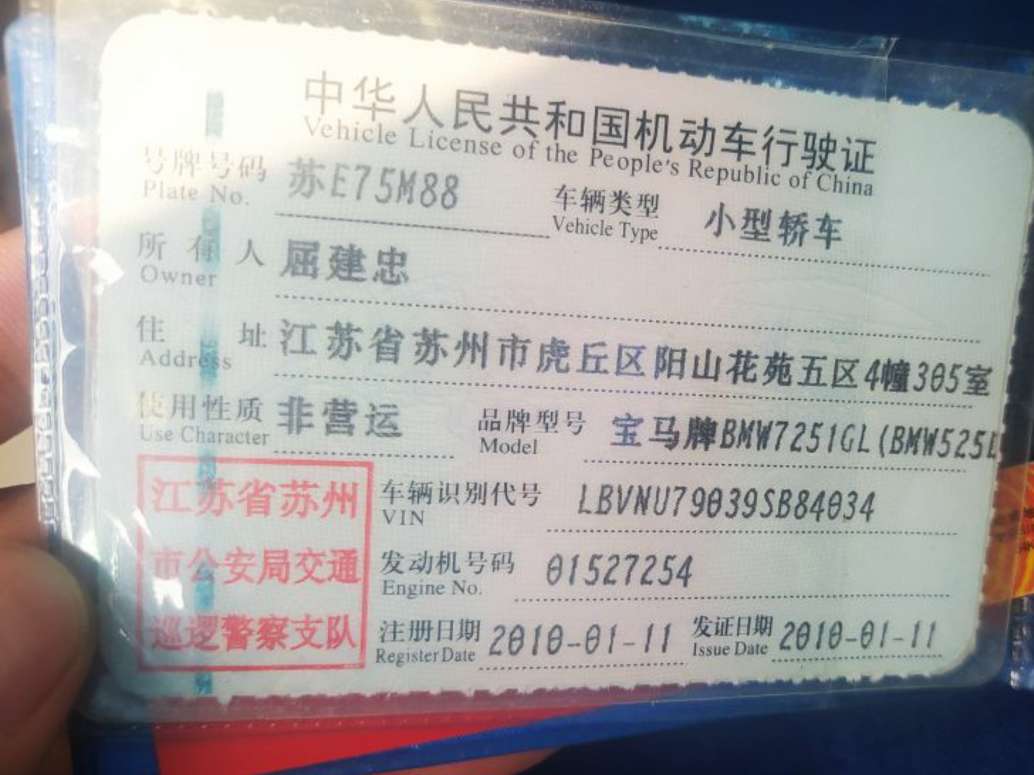 中华人民共和国机动车行驶证
Vehicle License of the People's Republic of China
号牌号码 苏E75M88 车辆类型 小型轿车
Plate No. Vehicle Type
所有人 屈建忠
Owner
住址 江苏省苏州市虎丘区阳山花苑五区4幢305室
Address
使用性质 非营运 品牌型号 宝马牌BMW7251GL(BMW525L
Use Character Model
江苏省苏州
市公安局交通
巡逻警察支队
车辆识别代号 LBVNU79039SB84034
VIN
发动机号码 01527254
Engine No.
注册日期 2010-01-11 发证日期 2010-01-11
Register Date Issue Date